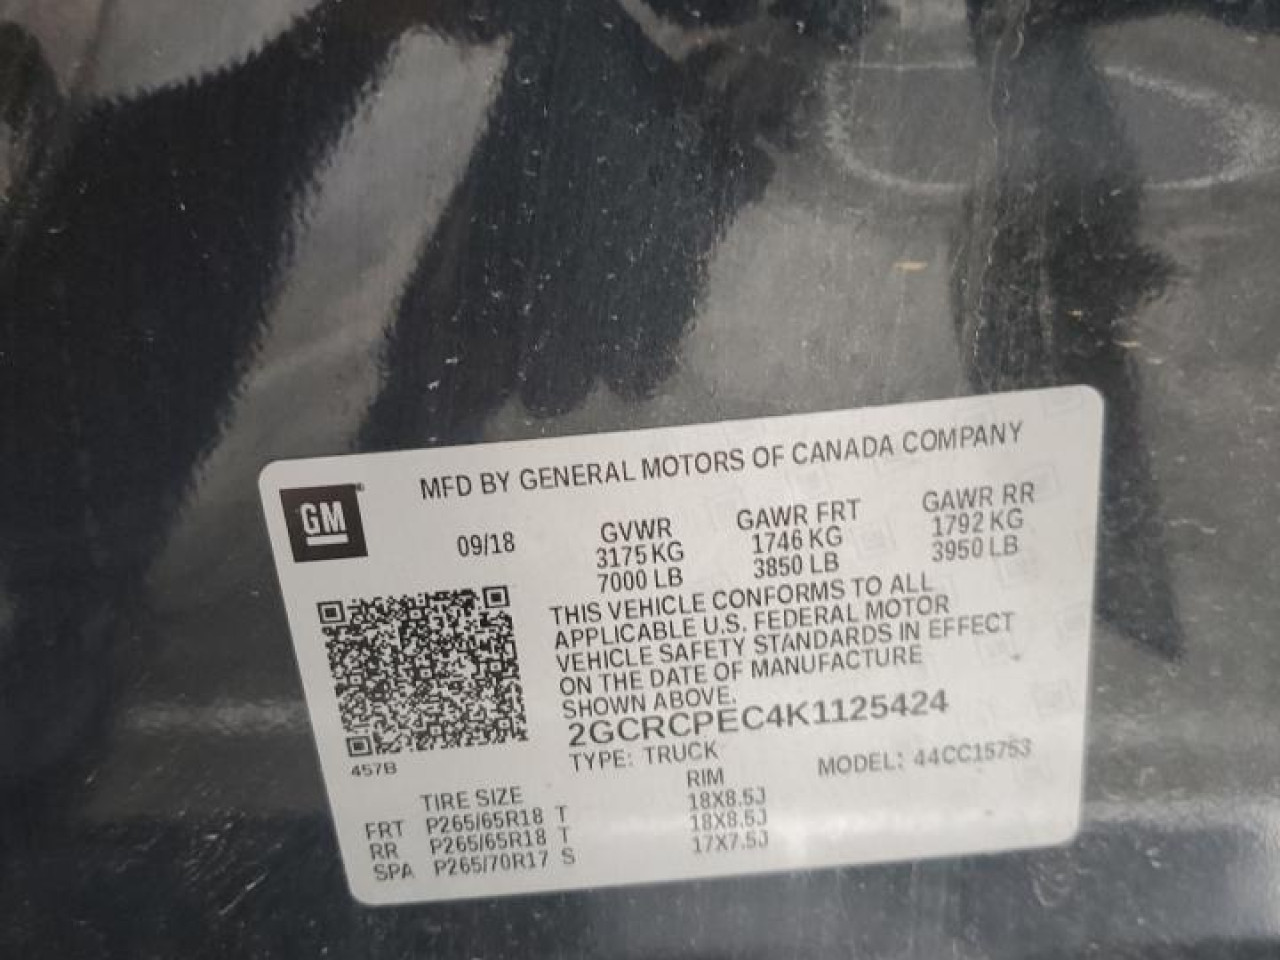 MFD BY GENERAL MOTORS OF CANADA COMPANY
GM
09/18
GVWR GAWR FRT GAWR RR
3175 KG 1746 KG 1792 KG
7000 LB 3850 LB 3950 LB
THIS VEHICLE CONFORMS TO ALL
APPLICABLE U.S. FEDERAL MOTOR
VEHICLE SAFETY STANDARDS IN EFFECT
ON THE DATE OF MANUFACTURE
SHOWN ABOVE.
2GCRCPEC4K1125424
TYPE: TRUCK MODEL: 44CC15753
457B
TIRE SIZE RIM
FRT P265/65R18 T 18X8.5J
RR P265/65R18 T 18X8.5J
SPA P265/70R17 S 17X7.5J